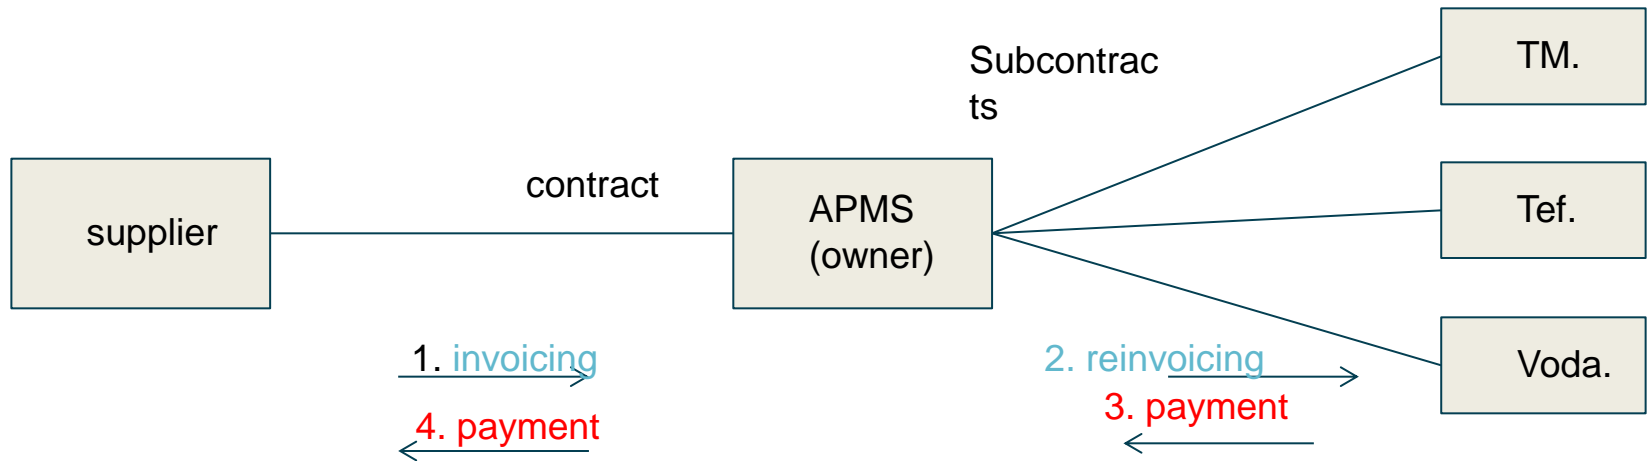 Subcontrac
ts
TM.
supplier
contract
APMS
(owner)
Tef.
1. invoicing
2. reinvoicing
Voda.
4. payment
3. payment